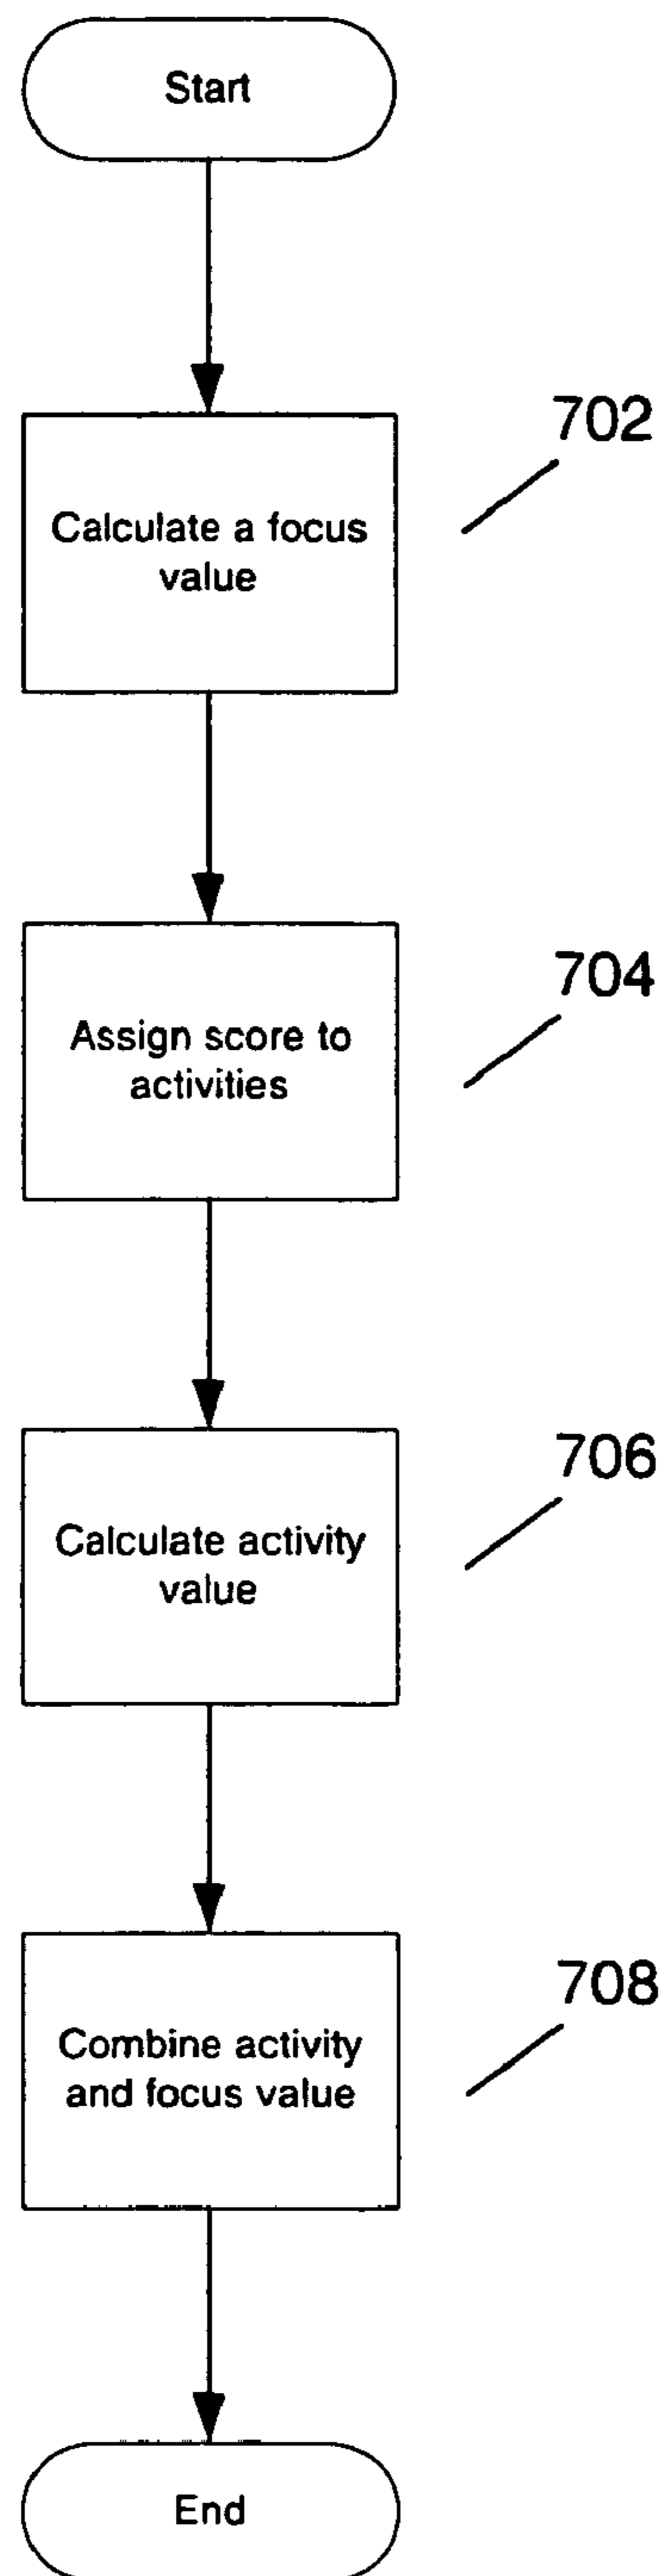 Start
702
Calculate a focus
value
704
Assign score to
activities
706
Calculate activity
value
708
Combine activity
and focus value
End